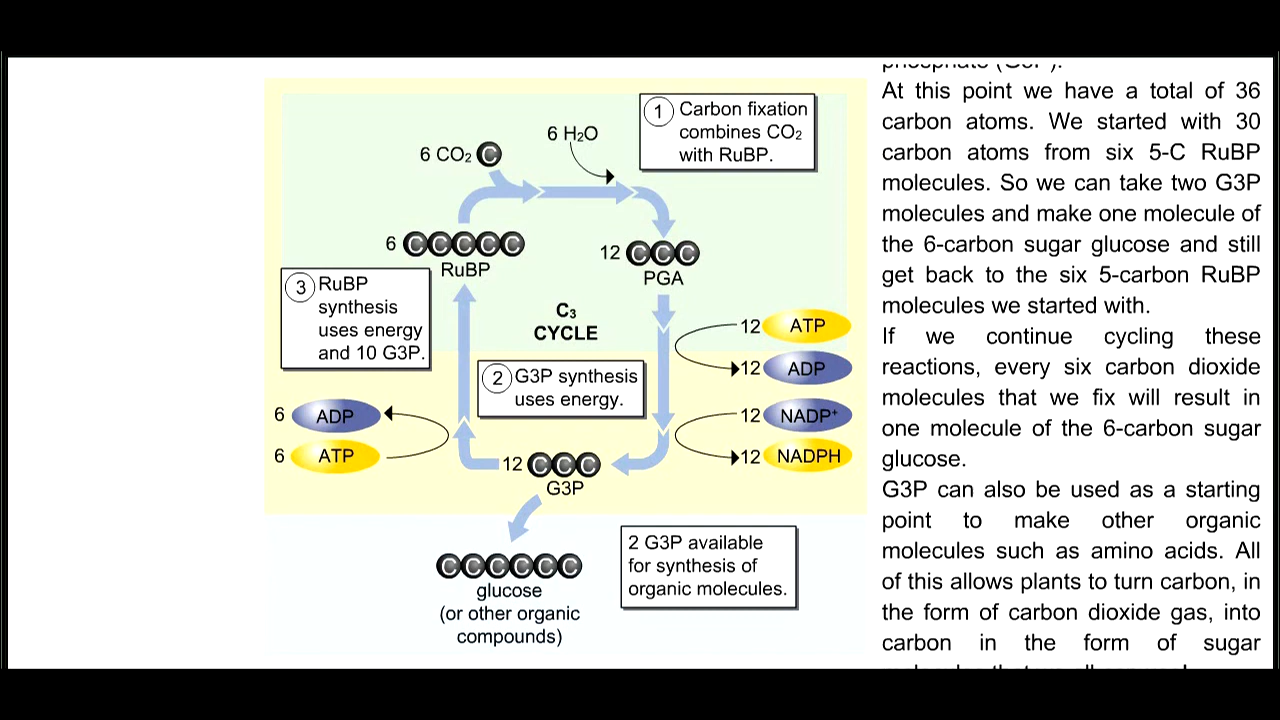 1 Carbon fixation
combines CO₂
with RuBP.
6 H₂O
6 CO₂ C
6 CCCCC
RuBP
12 CCC
PGA
3 RuBP
synthesis
uses energy
and 10 G3P.
C₃
CYCLE
12 ATP
12 ADP
2 G3P synthesis
uses energy.
6 ADP
6 ATP
12 NADP⁺
12 NADPH
12 CCC
G3P
CCCCCC
glucose
(or other organic
compounds)
2 G3P available
for synthesis of
organic molecules.
At this point we have a total of 36
carbon atoms. We started with 30
carbon atoms from six 5-C RuBP
molecules. So we can take two G3P
molecules and make one molecule of
the 6-carbon sugar glucose and still
get back to the six 5-carbon RuBP
molecules we started with.
If we continue cycling these
reactions, every six carbon dioxide
molecules that we fix will result in
one molecule of the 6-carbon sugar
glucose.
G3P can also be used as a starting
point to make other organic
molecules such as amino acids. All
of this allows plants to turn carbon, in
the form of carbon dioxide gas, into
carbon in the form of sugar